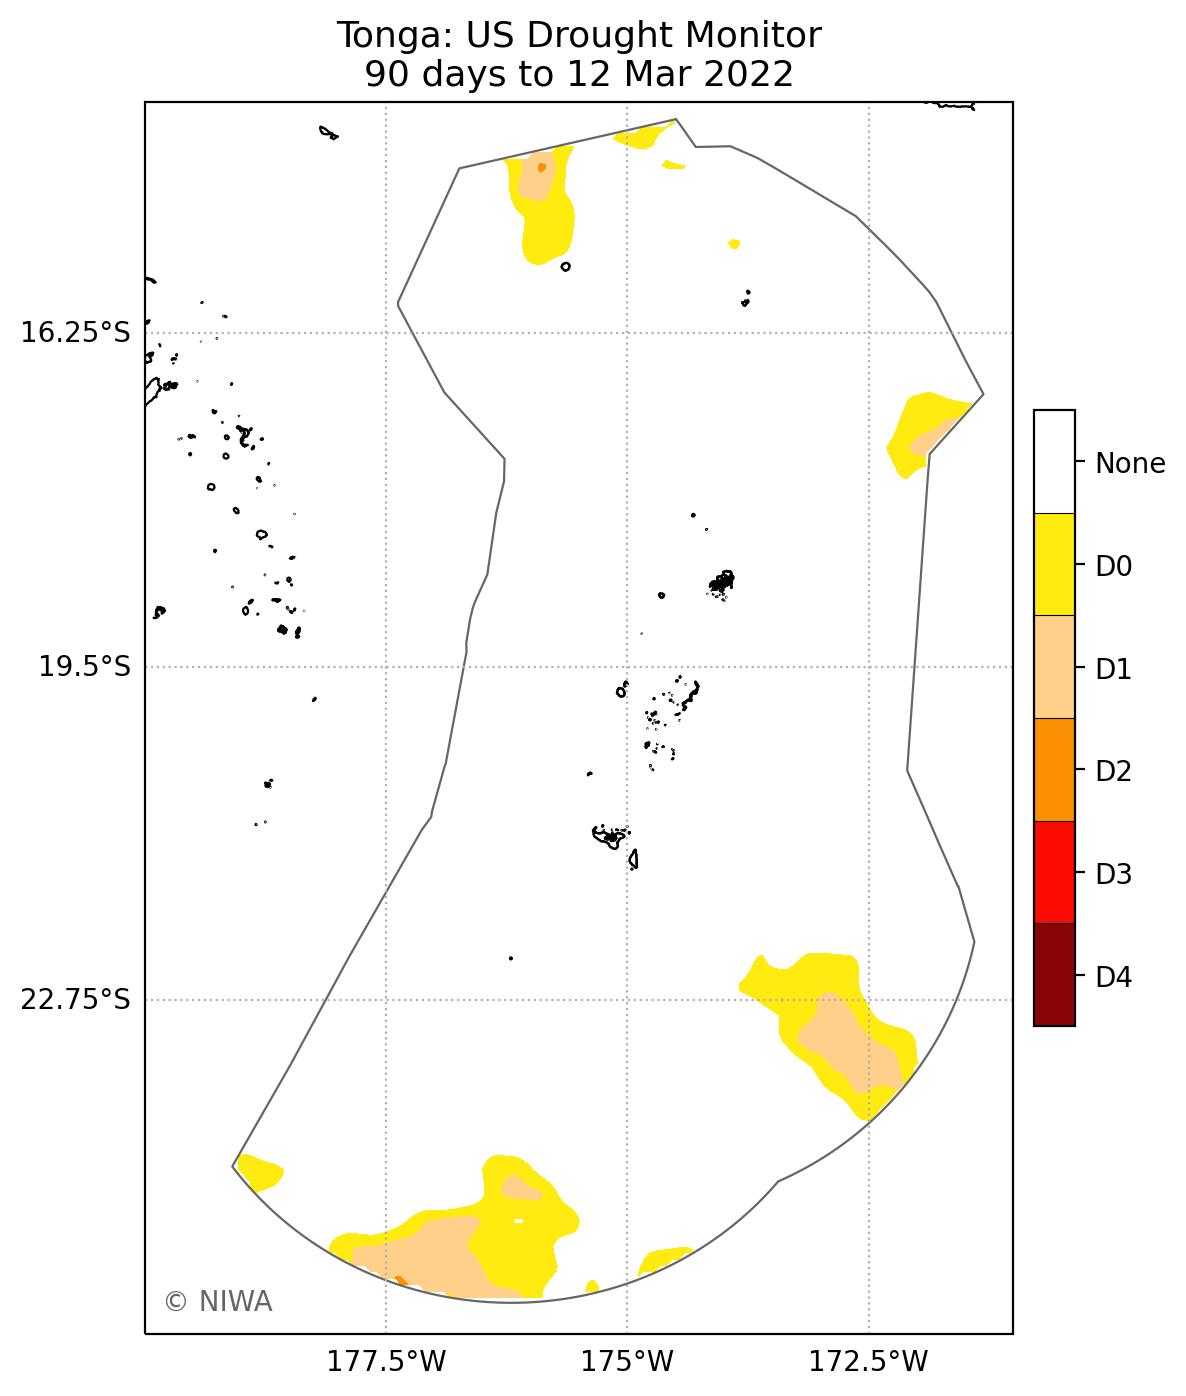 Tonga: US Drought Monitor
90 days to 12 Mar 2022
16.25°S
19.5°S
22.75°S
177.5°W
175°W
172.5°W
None
D0
D1
D2
D3
D4
© NIWA